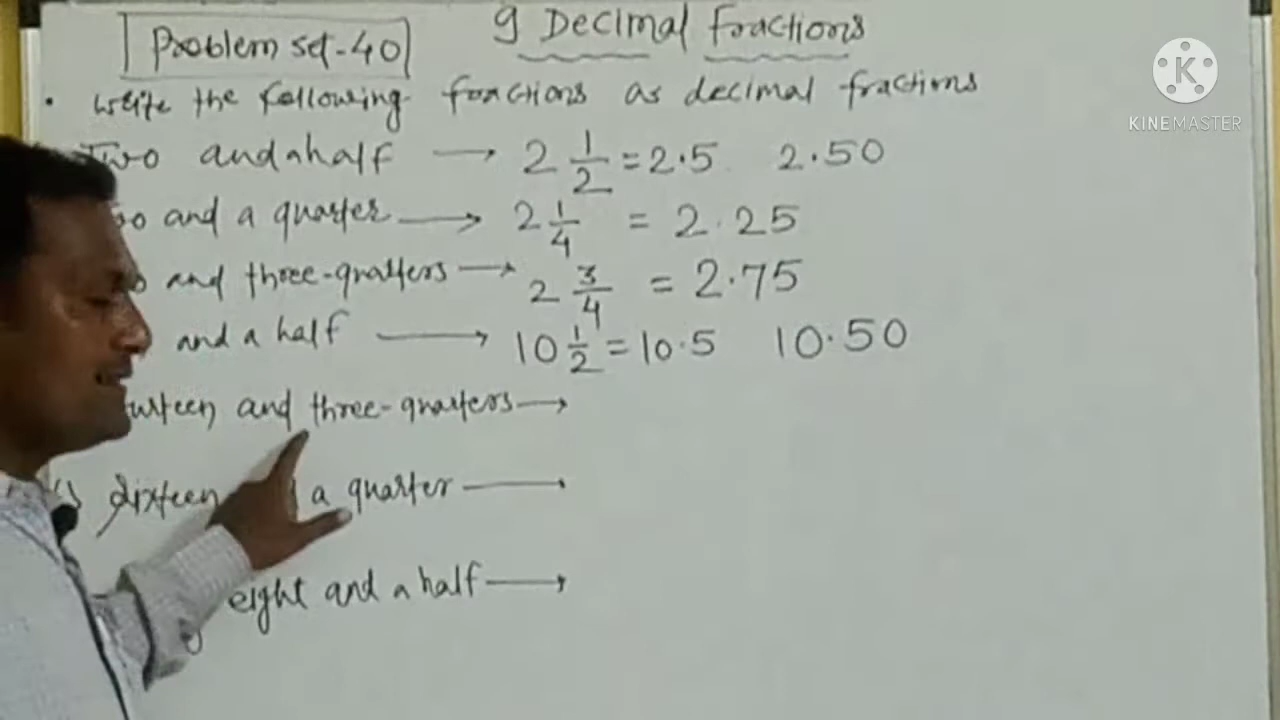 Problem set-40
9 Decimal fractions
KINEMASTER
• Write the following fractions as decimal fractions
Two and a half → 2 1/2 = 2.5 2.50
and a quarter → 2 1/4 = 2.25
and three-quarters → 2 3/4 = 2.75
and a half → 10 1/2 = 10.5 10.50
and three-quarters →
Sixteen a quarter →
eight and a half →